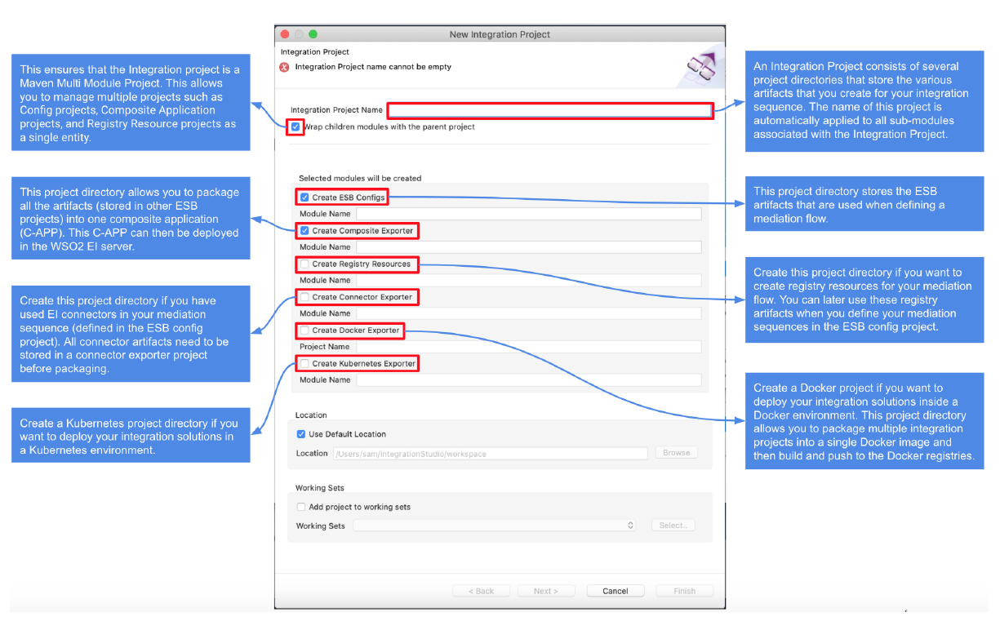 New Integration Project
Integration Project
Integration Project name cannot be empty
Integration Project Name
Wrap children modules with the parent project
Selected modules will be created
Create ESB Configs
Module Name
Create Composite Exporter
Module Name
Create Registry Resources
Module Name
Create Connector Exporter
Module Name
Create Docker Exporter
Project Name
Create Kubernetes Exporter
Module Name
Location
Use Default Location
Location /Users/sam/IntegrationStudio/workspace Browse
Working Sets
Add project to working sets
Working Sets Select..
< Back Next > Cancel Finish
This ensures that the Integration project is a
Maven Multi Module Project. This allows
you to manage multiple projects such as
Config projects, Composite Application
projects, and Registry Resource projects as
a single entity.
This project directory allows you to package
all the artifacts (stored in other ESB
projects) into one composite application
(C-APP). This C-APP can then be deployed
in the WSO2 EI server.
Create this project directory if you have
used EI connectors in your mediation
sequence (defined in the ESB config
project). All connector artifacts need to be
stored in a connector exporter project
before packaging.
Create a Kubernetes project directory if you
want to deploy your integration solutions in
a Kubernetes environment.
An Integration Project consists of several
project directories that store the various
artifacts that you create for your integration
sequence. The name of this project is
automatically applied to all sub-modules
associated with the Integration Project.
This project directory stores the ESB
artifacts that are used when defining a
mediation flow.
Create this project directory if you want to
create registry resources for your mediation
flow. You can later use these registry
artifacts when you define your mediation
sequences in the ESB config project.
Create a Docker project if you want to
deploy your integration solutions inside a
Docker environment. This project directory
allows you to package multiple integration
projects into a single Docker image and
then build and push to the Docker registries.